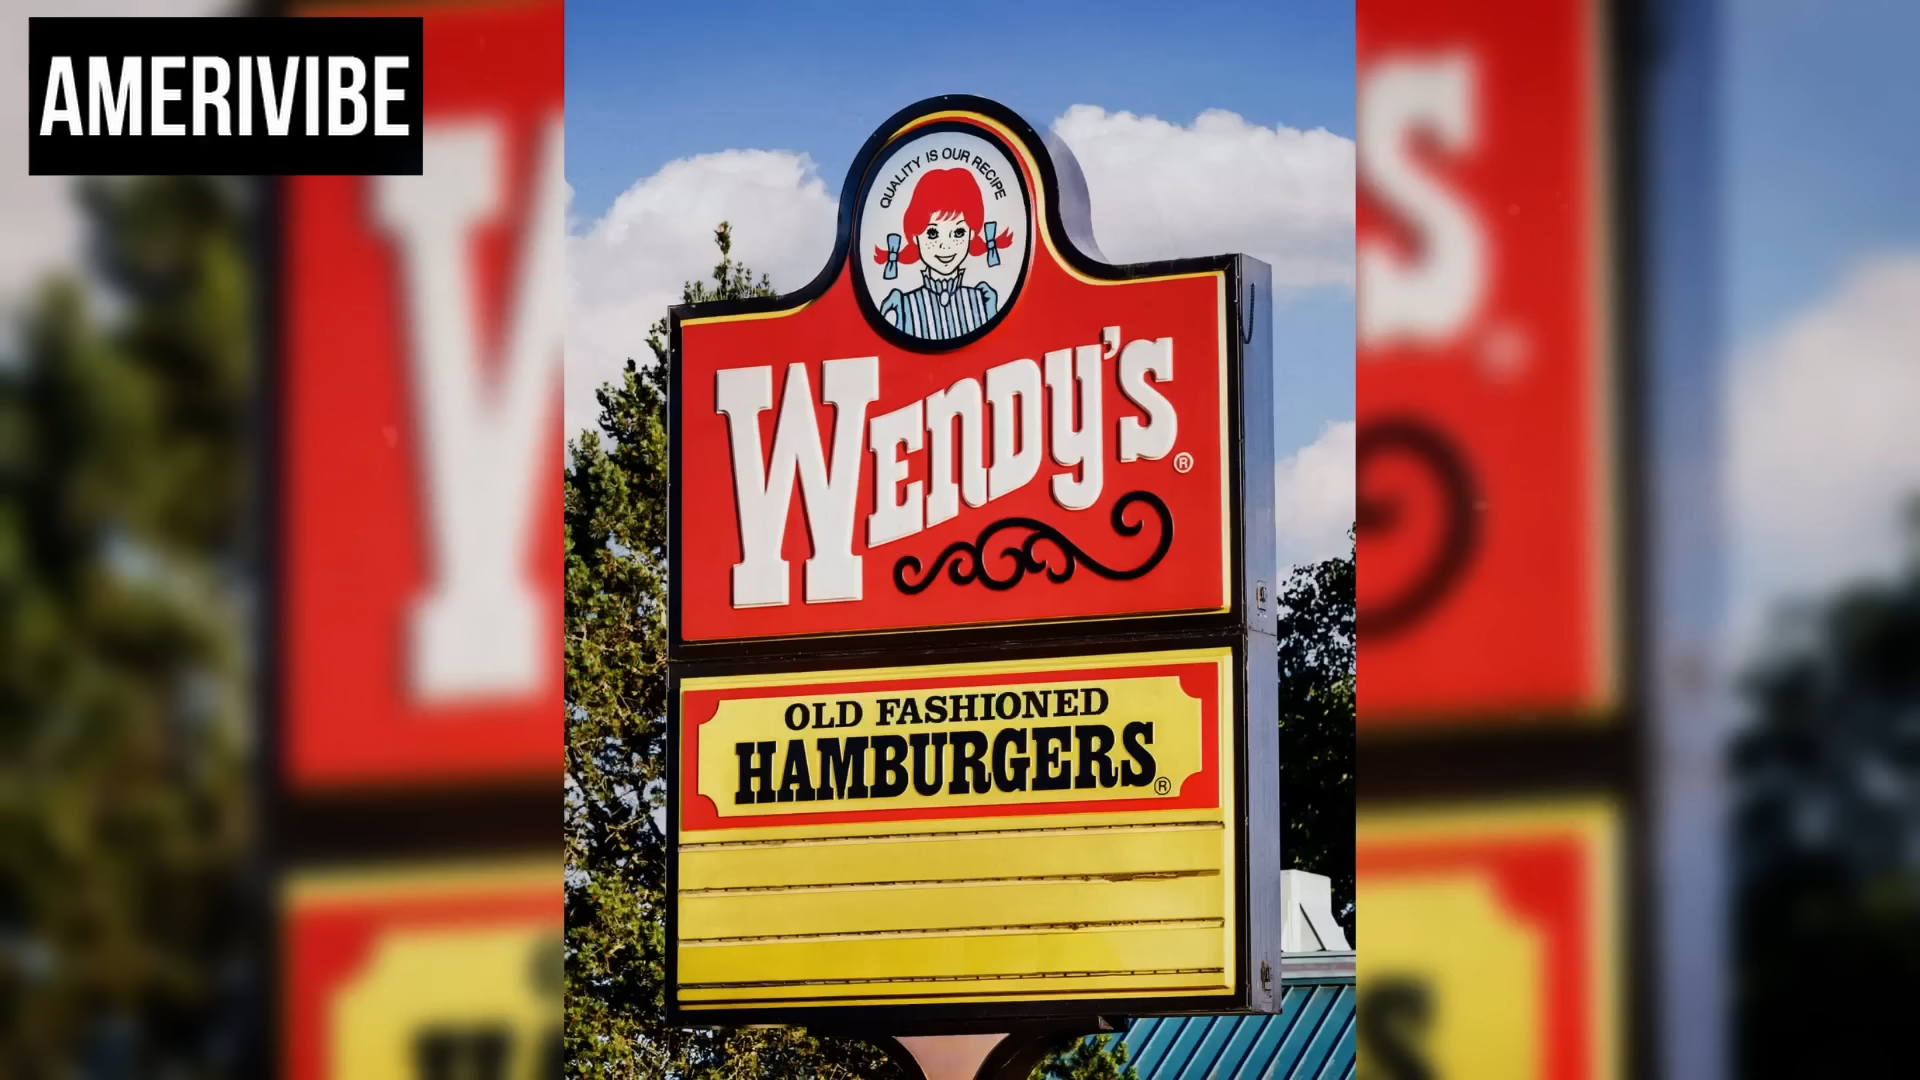 AMERIVIBE
QUALITY IS OUR RECIPE
WENDY'S®
OLD FASHIONED
HAMBURGERS®